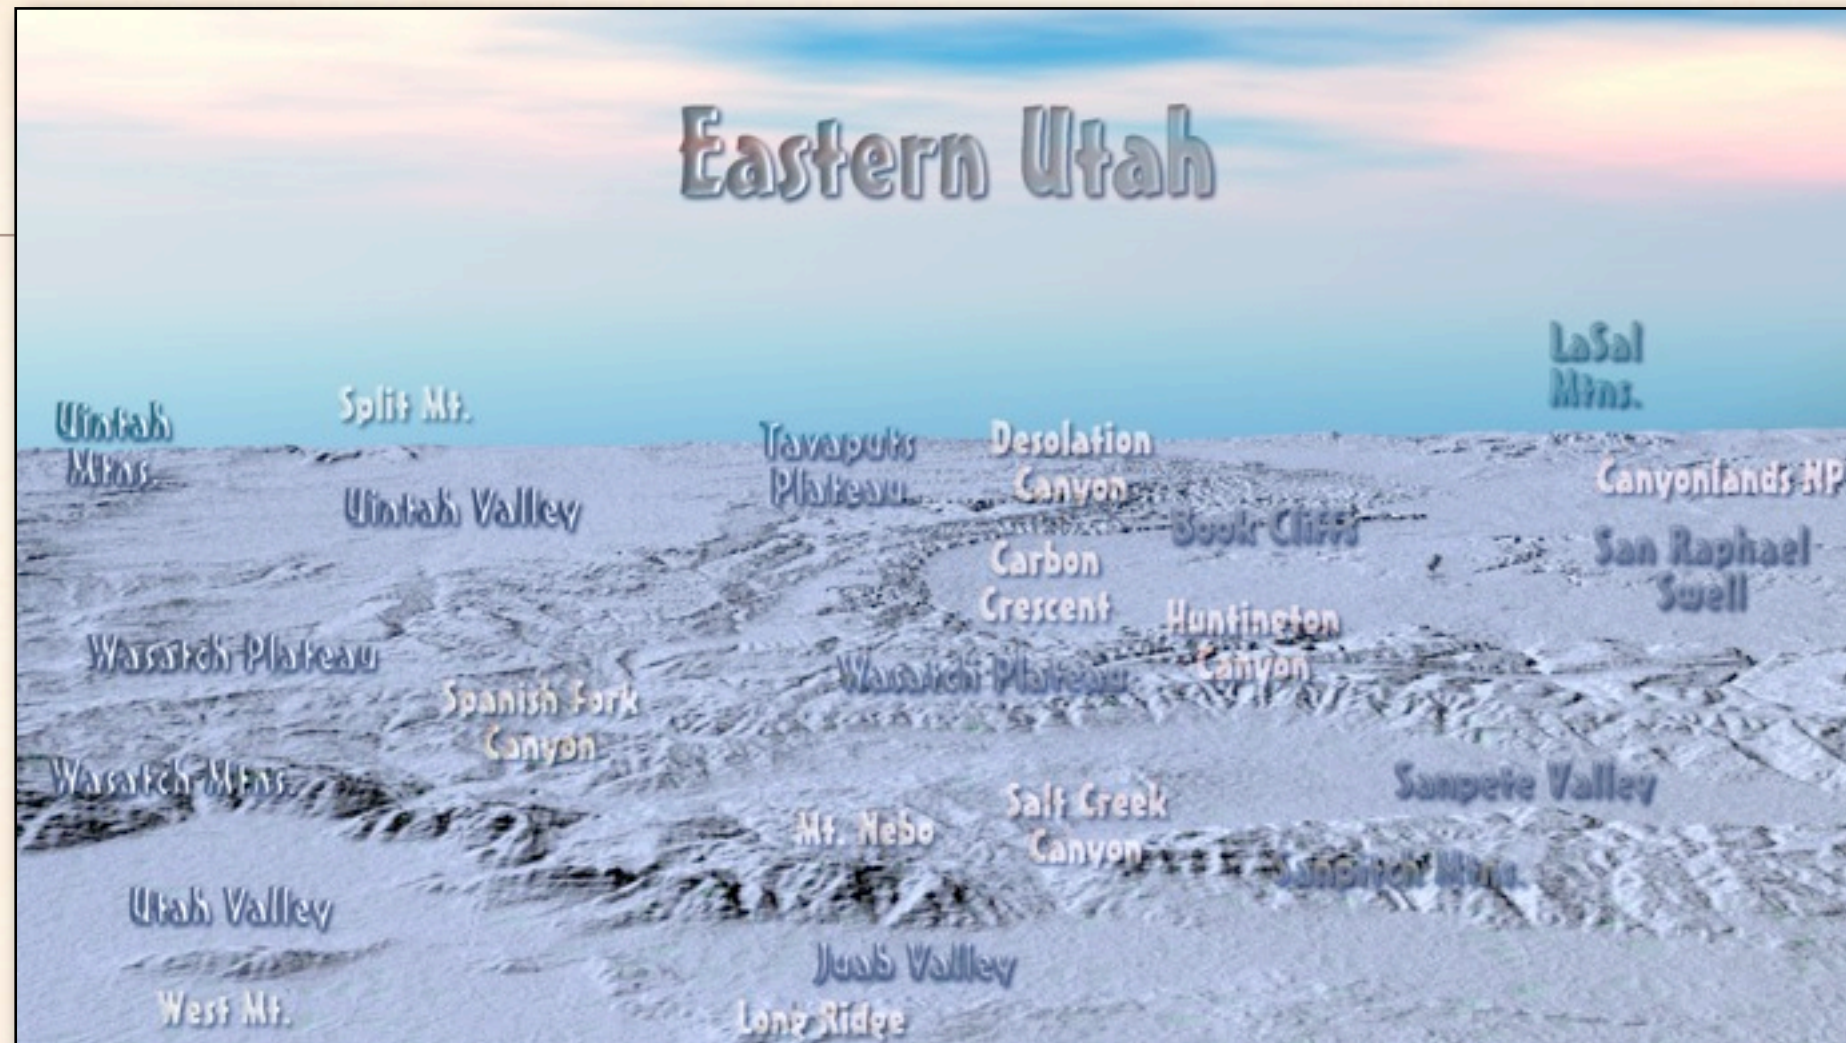 Eastern Utah
LaSal
Mtns.
Split Mt.
Uintah
Mtns.
Tavaputs
Plateau
Desolation
Canyon
Canyonlands NP
Uintah Valley
Book Cliffs
San Raphael
Swell
Carbon
Crescent
Huntington
Canyon
Wasatch Plateau
Wasatch Plateau
Spanish Fork
Canyon
Wasatch Mtns.
Sanpete Valley
Salt Creek
Canyon
Mt. Nebo
Sanpitch Mtns.
Utah Valley
Juab Valley
West Mt.
Long Ridge